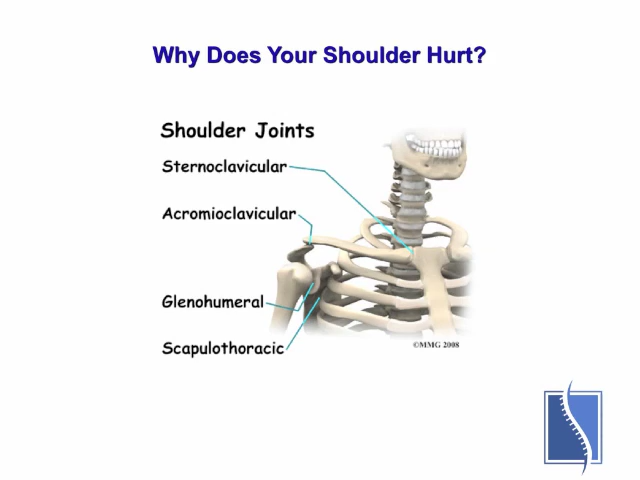 Why Does Your Shoulder Hurt?
Shoulder Joints
Sternoclavicular
Acromioclavicular
Glenohumeral
Scapulothoracic
©MMG 2008